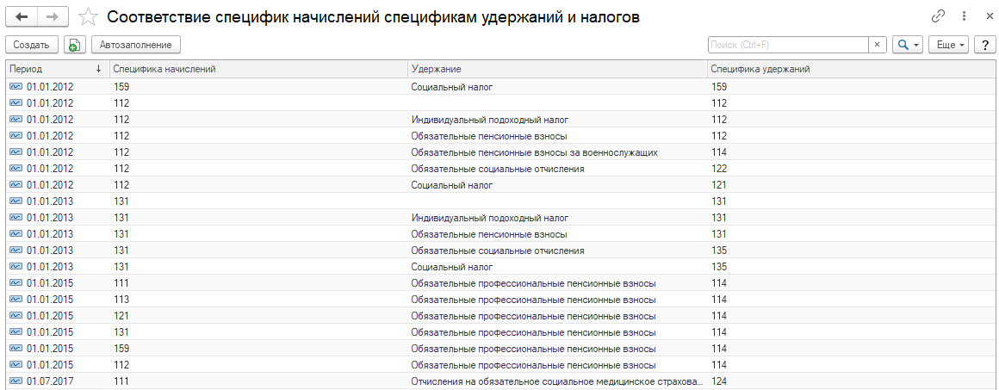 Соответствие специфик начислений спецификам удержаний и налогов
Создать Автозаполнение Поиск (Ctrl+F) × Еще ?
Период ↓ Специфика начислений Удержание Специфика удержаний
01.01.2012 159 Социальный налог 159
01.01.2012 112 112
01.01.2012 112 Индивидуальный подоходный налог 112
01.01.2012 112 Обязательные пенсионные взносы 112
01.01.2012 112 Обязательные пенсионные взносы за военнослужащих 114
01.01.2012 112 Обязательные социальные отчисления 122
01.01.2012 112 Социальный налог 121
01.01.2013 131 131
01.01.2013 131 Индивидуальный подоходный налог 131
01.01.2013 131 Обязательные пенсионные взносы 131
01.01.2013 131 Обязательные социальные отчисления 135
01.01.2013 131 Социальный налог 135
01.01.2015 111 Обязательные профессиональные пенсионные взносы 114
01.01.2015 113 Обязательные профессиональные пенсионные взносы 114
01.01.2015 121 Обязательные профессиональные пенсионные взносы 114
01.01.2015 131 Обязательные профессиональные пенсионные взносы 114
01.01.2015 159 Обязательные профессиональные пенсионные взносы 114
01.01.2015 112 Обязательные профессиональные пенсионные взносы 114
01.07.2017 111 Отчисления на обязательное социальное медицинское страхова... 124